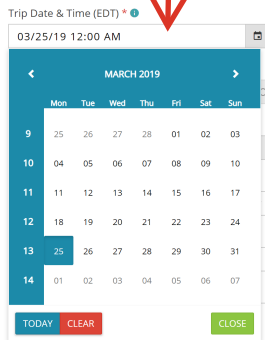 Trip Date & Time (EDT) *
03/25/19 12:00 AM
MARCH 2019
Mon Tue Wed Thu Fri Sat Sun
9 25 26 27 28 01 02 03
10 04 05 06 07 08 09 10
11 11 12 13 14 15 16 17
12 18 19 20 21 22 23 24
13 25 26 27 28 29 30 31
14 01 02 03 04 05 06 07
TODAY CLEAR CLOSE